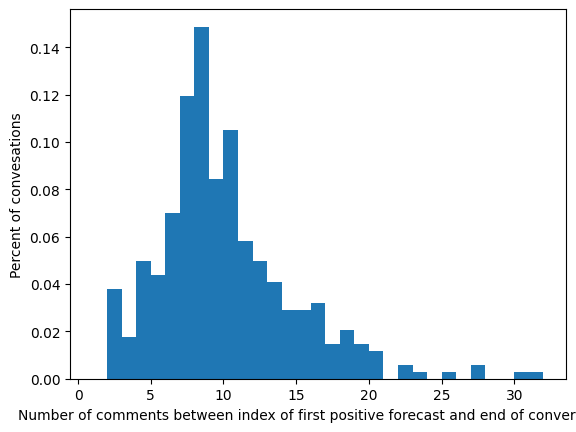 0.14
0.12
0.10
0.08
0.06
0.04
0.02
0.00
Percent of convesations
0 5 10 15 20 25 30
Number of comments between index of first positive forecast and end of conver